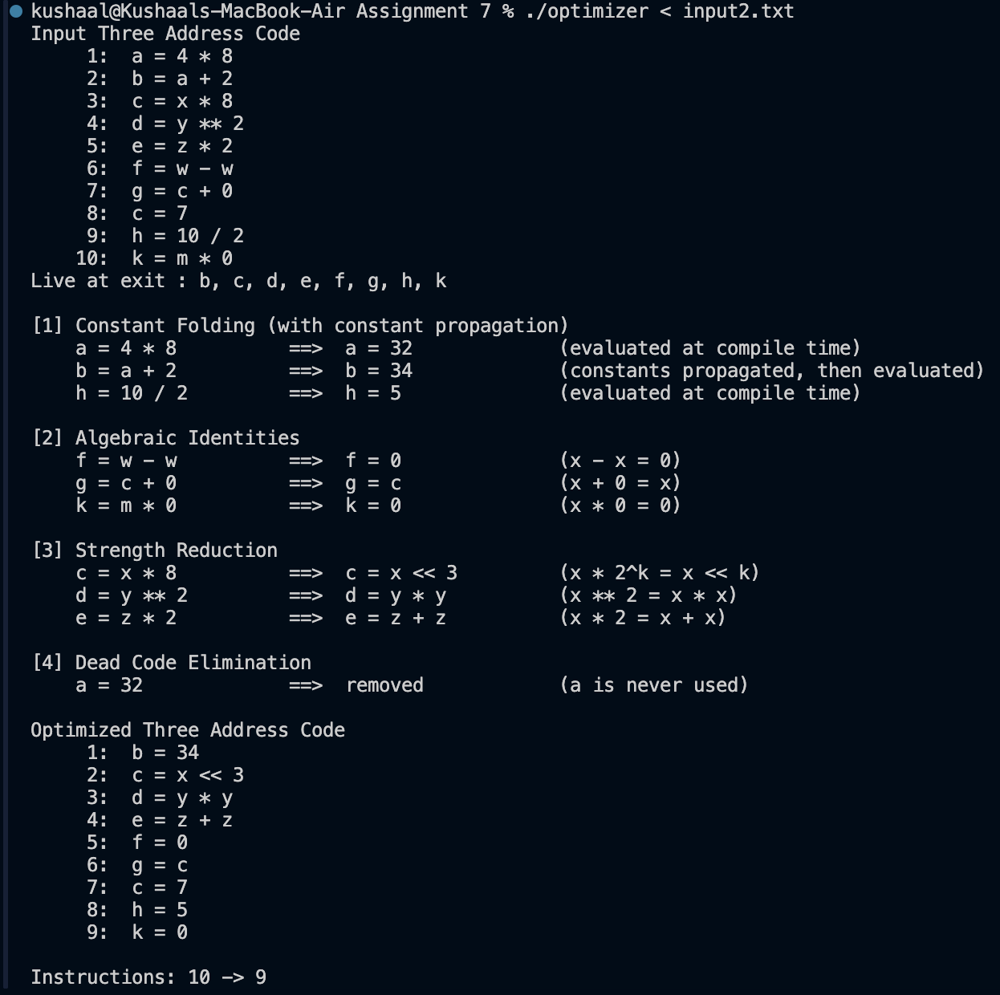 kushaal@Kushaals-MacBook-Air Assignment 7 % ./optimizer < input2.txt
Input Three Address Code
     1:  a = 4 * 8
     2:  b = a + 2
     3:  c = x * 8
     4:  d = y ** 2
     5:  e = z * 2
     6:  f = w - w
     7:  g = c + 0
     8:  c = 7
     9:  h = 10 / 2
    10:  k = m * 0
Live at exit : b, c, d, e, f, g, h, k

[1] Constant Folding (with constant propagation)
    a = 4 * 8          ==>  a = 32             (evaluated at compile time)
    b = a + 2          ==>  b = 34             (constants propagated, then evaluated)
    h = 10 / 2         ==>  h = 5              (evaluated at compile time)

[2] Algebraic Identities
    f = w - w          ==>  f = 0              (x - x = 0)
    g = c + 0          ==>  g = c              (x + 0 = x)
    k = m * 0          ==>  k = 0              (x * 0 = 0)

[3] Strength Reduction
    c = x * 8          ==>  c = x << 3         (x * 2^k = x << k)
    d = y ** 2         ==>  d = y * y          (x ** 2 = x * x)
    e = z * 2          ==>  e = z + z          (x * 2 = x + x)

[4] Dead Code Elimination
    a = 32             ==>  removed            (a is never used)

Optimized Three Address Code
     1:  b = 34
     2:  c = x << 3
     3:  d = y * y
     4:  e = z + z
     5:  f = 0
     6:  g = c
     7:  c = 7
     8:  h = 5
     9:  k = 0

Instructions: 10 -> 9